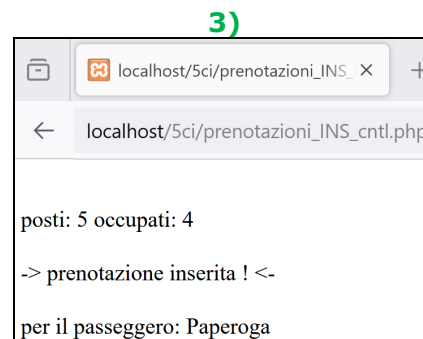 3)
localhost/5ci/prenotazioni_INS_
localhost/5ci/prenotazioni_INS_cntl.php
posti: 5 occupati: 4
-> prenotazione inserita ! <-
per il passeggero: Paperoga